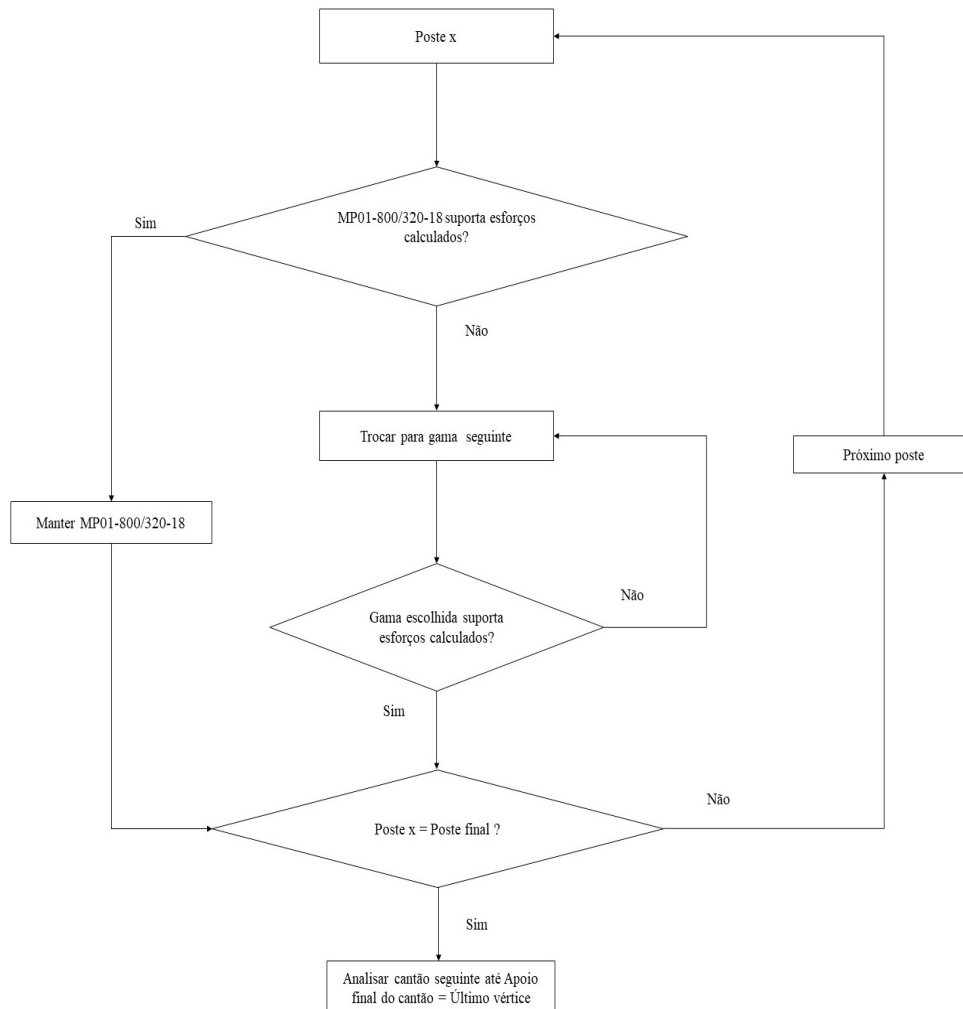 Poste x
MP01-800/320-18 suporta esforços
calculados?
Sim
Não
Trocar para gama seguinte
Próximo poste
Manter MP01-800/320-18
Gama escolhida suporta
esforços calculados?
Não
Sim
Poste x = Poste final ?
Não
Sim
Analisar cantão seguinte até Apoio
final do cantão = Último vértice